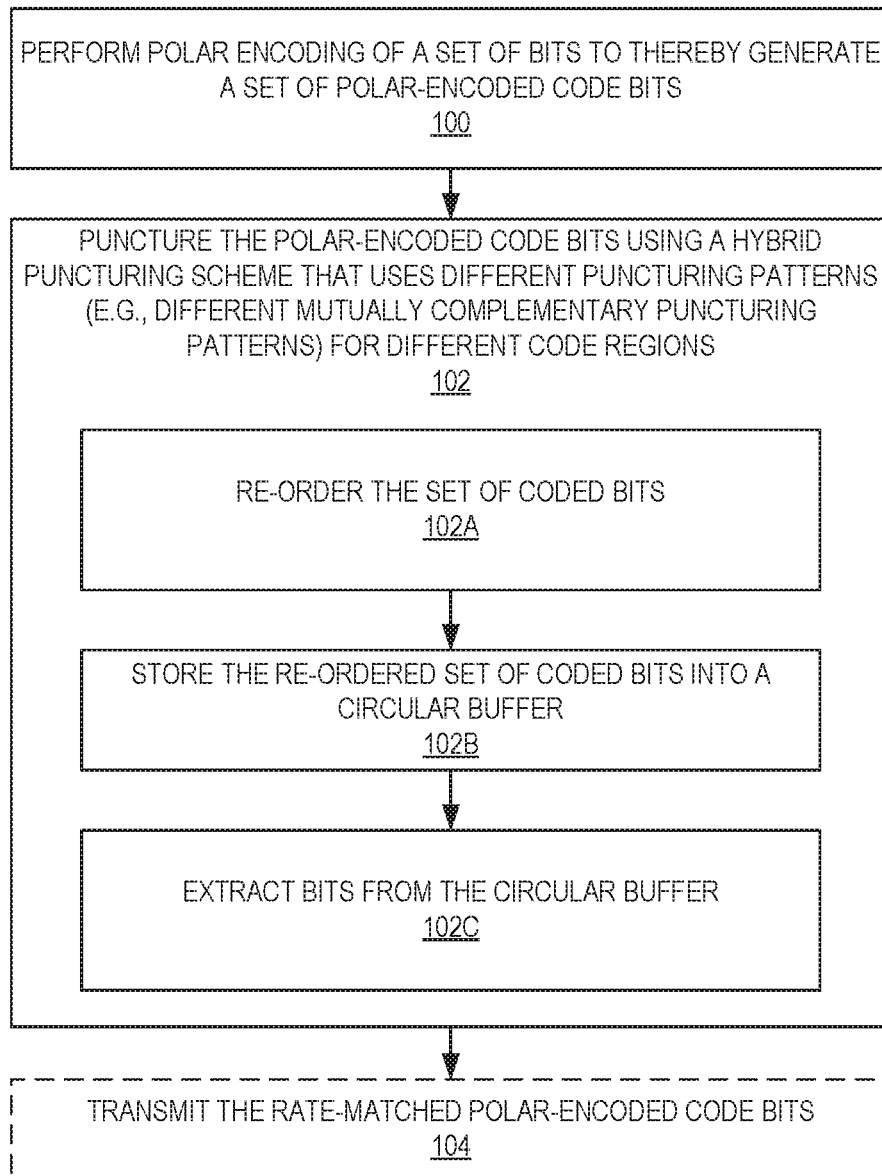 PERFORM POLAR ENCODING OF A SET OF BITS TO THEREBY GENERATE
A SET OF POLAR-ENCODED CODE BITS
100
PUNCTURE THE POLAR-ENCODED CODE BITS USING A HYBRID
PUNCTURING SCHEME THAT USES DIFFERENT PUNCTURING PATTERNS
(E.G., DIFFERENT MUTUALLY COMPLEMENTARY PUNCTURING
PATTERNS) FOR DIFFERENT CODE REGIONS
102
RE-ORDER THE SET OF CODED BITS
102A
STORE THE RE-ORDERED SET OF CODED BITS INTO A
CIRCULAR BUFFER
102B
EXTRACT BITS FROM THE CIRCULAR BUFFER
102C
TRANSMIT THE RATE-MATCHED POLAR-ENCODED CODE BITS
104